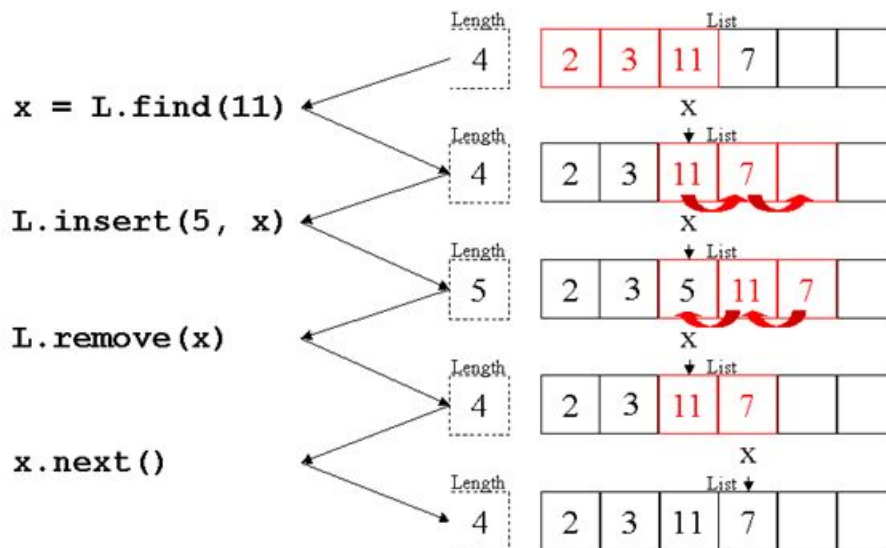 Length List
4 2 3 11 7
x = L.find(11)
X
Length List
4 2 3 11 7
L.insert(5, x)
X
Length List
5 2 3 5 11 7
L.remove(x)
X
Length List
4 2 3 11 7
x.next()
X
Length List
4 2 3 11 7